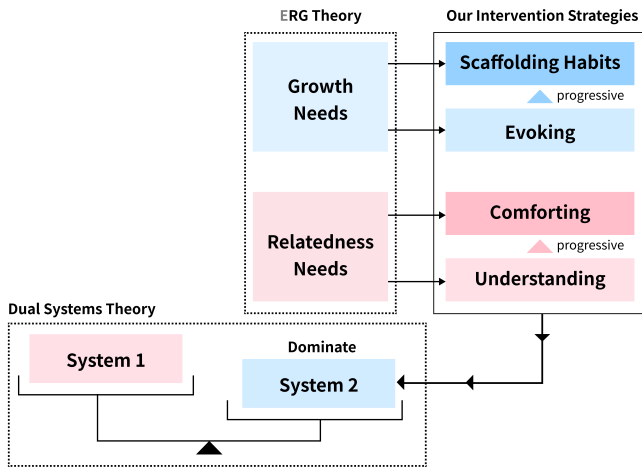 ERG Theory
Our Intervention Strategies
Growth
Needs
Scaffolding Habits
progressive
Evoking
Relatedness
Needs
Comforting
progressive
Understanding
Dual Systems Theory
System 1
Dominate
System 2